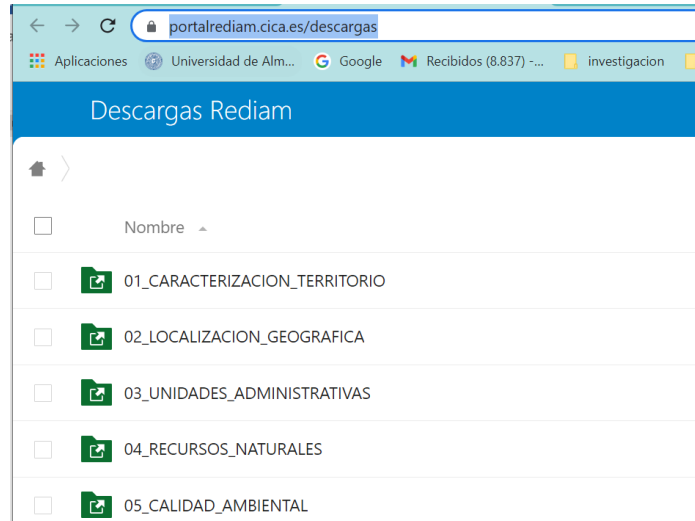 portalrediam.cica.es/descargas
Aplicaciones Universidad de Alm... Google Recibidos (8.837) -... investigacion
Descargas Rediam
Nombre
01_CARACTERIZACION_TERRITORIO
02_LOCALIZACION_GEOGRAFICA
03_UNIDADES_ADMINISTRATIVAS
04_RECURSOS_NATURALES
05_CALIDAD_AMBIENTAL